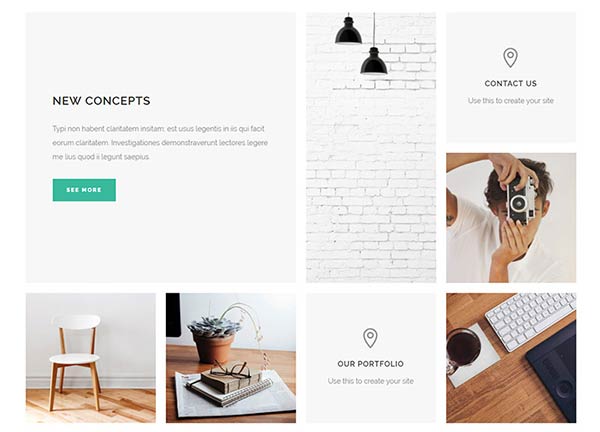 NEW CONCEPTS
Typi non habent claritatem insitam; est usus legentis in iis qui facit
eorum claritatem. Investigationes demonstraverunt lectores legere
me lius quod ii legunt saepius.
SEE MORE
CONTACT US
Use this to create your site
OUR PORTFOLIO
Use this to create your site